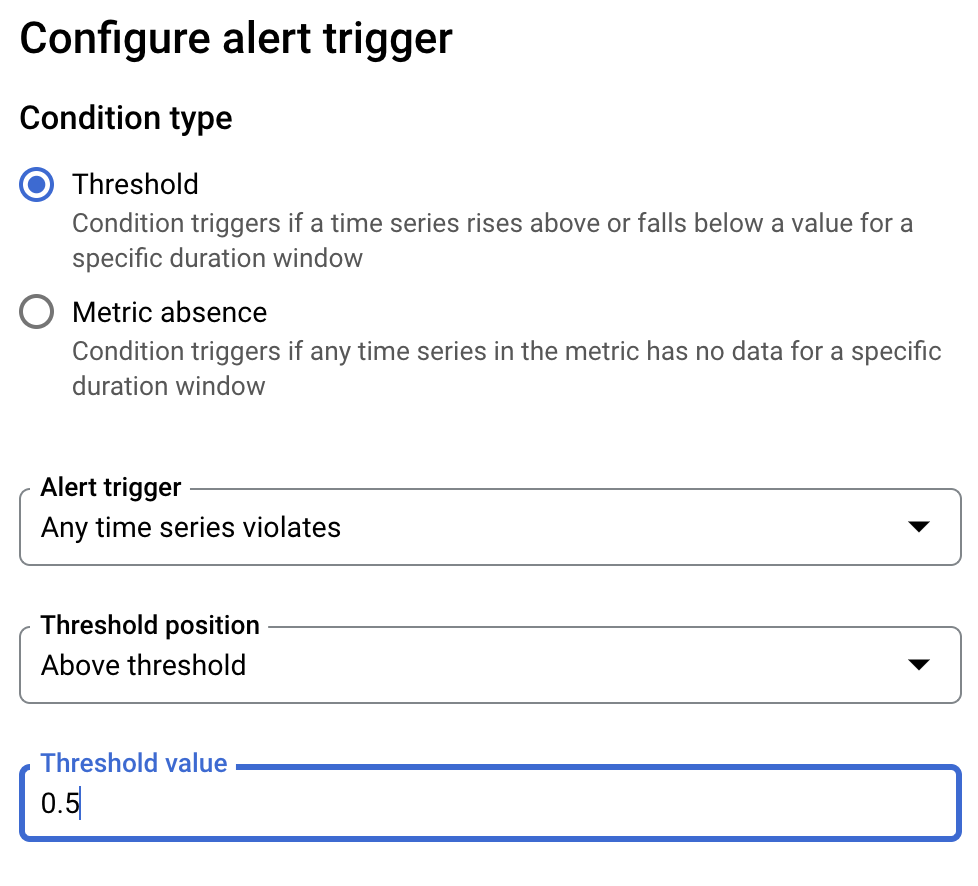 Configure alert trigger
Condition type
Threshold
Condition triggers if a time series rises above or falls below a value for a
specific duration window
Metric absence
Condition triggers if any time series in the metric has no data for a specific
duration window
Alert trigger
Any time series violates
Threshold position
Above threshold
Threshold value
0.5